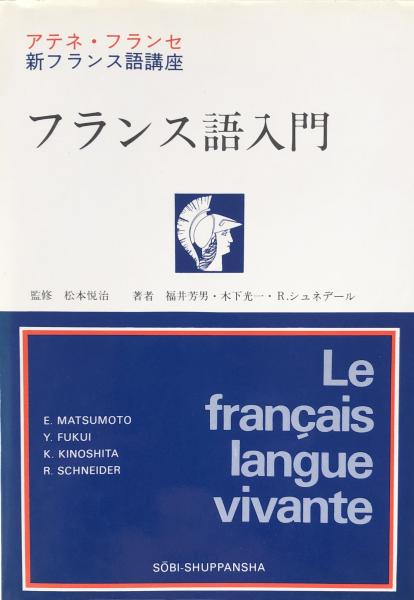 アテネ・フランセ
新フランス語講座
フランス語入門
監修 松本悦治 著者 福井芳男・木下光一・R.シュネデール
Le
français
langue
vivante
E. MATSUMOTO
Y. FUKUI
K. KINOSHITA
R. SCHNEIDER
SŌBI-SHUPPANSHA